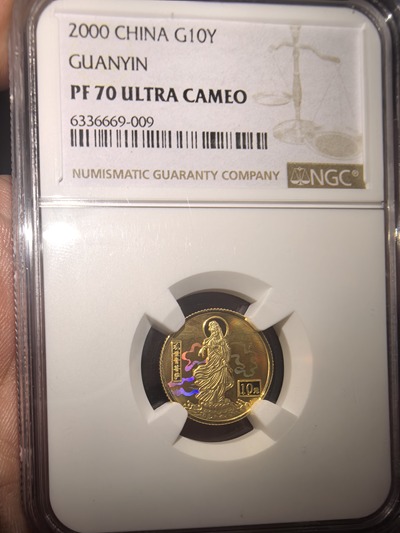 2000 CHINA G10Y
GUANYIN
PF 70 ULTRA CAMEO
6336669-009
NUMISMATIC GUARANTY COMPANY NGC®
10元